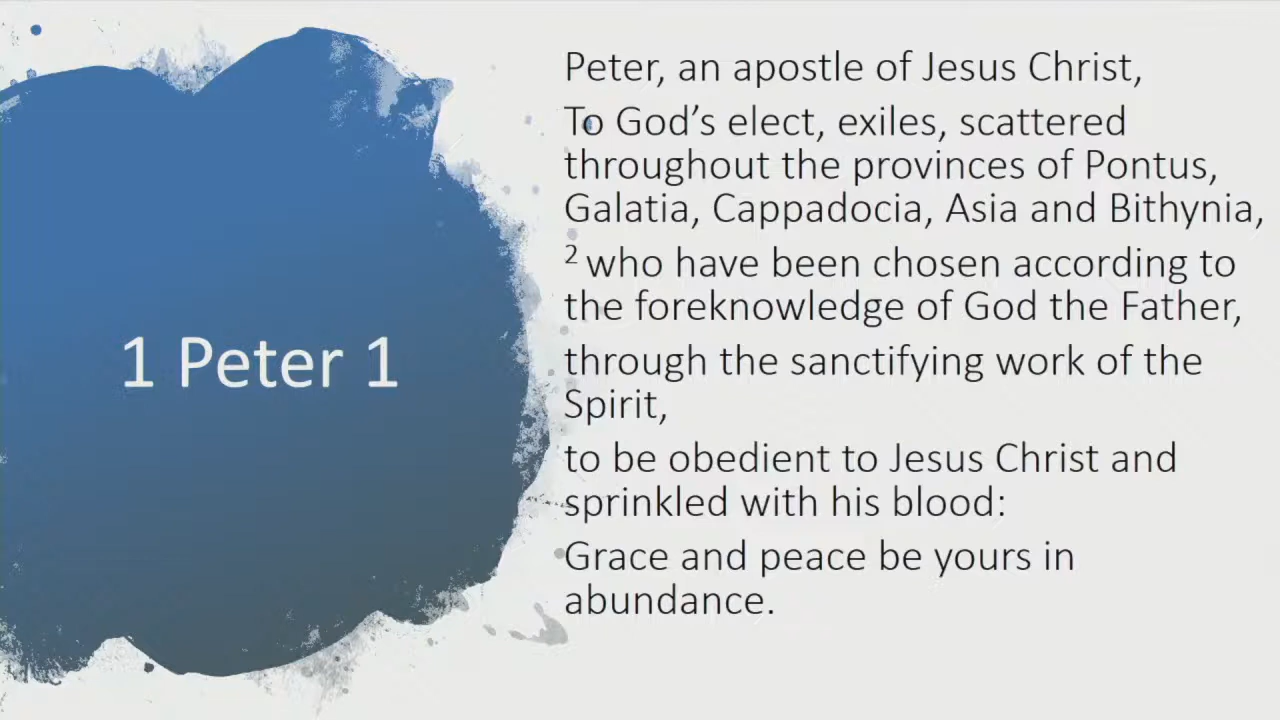 1 Peter 1
Peter, an apostle of Jesus Christ,
To God’s elect, exiles, scattered
throughout the provinces of Pontus,
Galatia, Cappadocia, Asia and Bithynia,
2 who have been chosen according to
the foreknowledge of God the Father,
through the sanctifying work of the
Spirit,
to be obedient to Jesus Christ and
sprinkled with his blood:
Grace and peace be yours in
abundance.